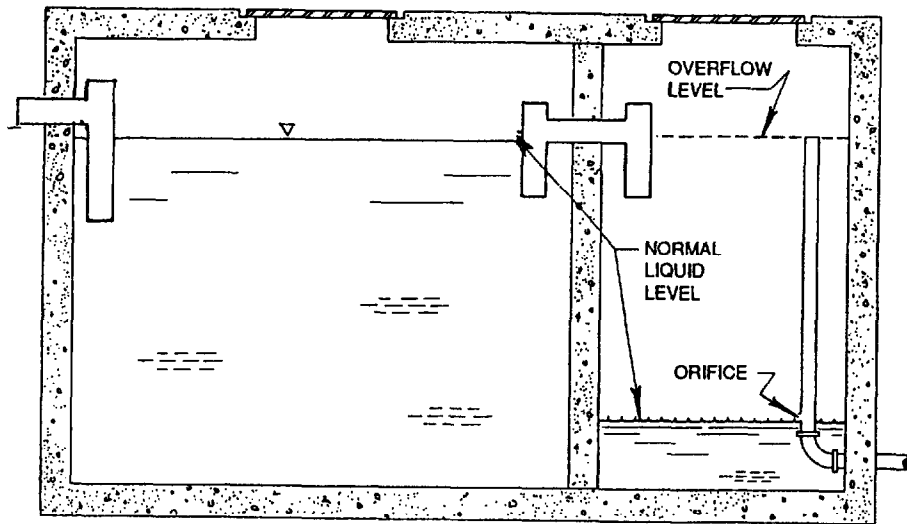 OVERFLOW
LEVEL
NORMAL
LIQUID
LEVEL
ORIFICE